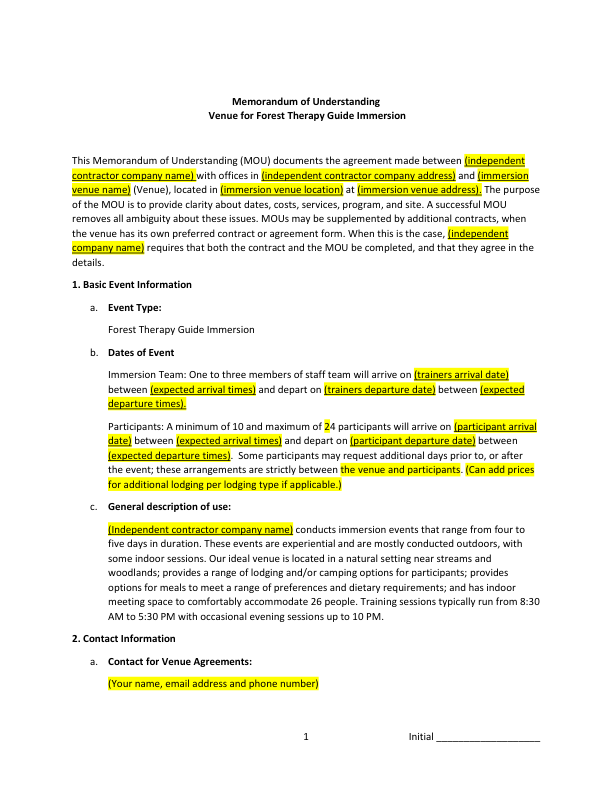 Memorandum of Understanding
Venue for Forest Therapy Guide Immersion
This Memorandum of Understanding (MOU) documents the agreement made between (independent
contractor company name) with offices in (independent contractor company address) and (immersion
venue name) (Venue), located in (immersion venue location) at (immersion venue address). The purpose
of the MOU is to provide clarity about dates, costs, services, program, and site. A successful MOU
removes all ambiguity about these issues. MOUs may be supplemented by additional contracts, when
the venue has its own preferred contract or agreement form. When this is the case, (independent
company name) requires that both the contract and the MOU be completed, and that they agree in the
details.
1. Basic Event Information
a. Event Type:
Forest Therapy Guide Immersion
b. Dates of Event
Immersion Team: One to three members of staff team will arrive on (trainers arrival date)
between (expected arrival times) and depart on (trainers departure date) between (expected
departure times).
Participants: A minimum of 10 and maximum of 24 participants will arrive on (participant arrival
date) between (expected arrival times) and depart on (participant departure date) between
(expected departure times). Some participants may request additional days prior to, or after
the event; these arrangements are strictly between the venue and participants. (Can add prices
for additional lodging per lodging type if applicable.)
c. General description of use:
(Independent contractor company name) conducts immersion events that range from four to
five days in duration. These events are experiential and are mostly conducted outdoors, with
some indoor sessions. Our ideal venue is located in a natural setting near streams and
woodlands; provides a range of lodging and/or camping options for participants; provides
options for meals to meet a range of preferences and dietary requirements; and has indoor
meeting space to comfortably accommodate 26 people. Training sessions typically run from 8:30
AM to 5:30 PM with occasional evening sessions up to 10 PM.
2. Contact Information
a. Contact for Venue Agreements:
(Your name, email address and phone number)
1 Initial ___________________